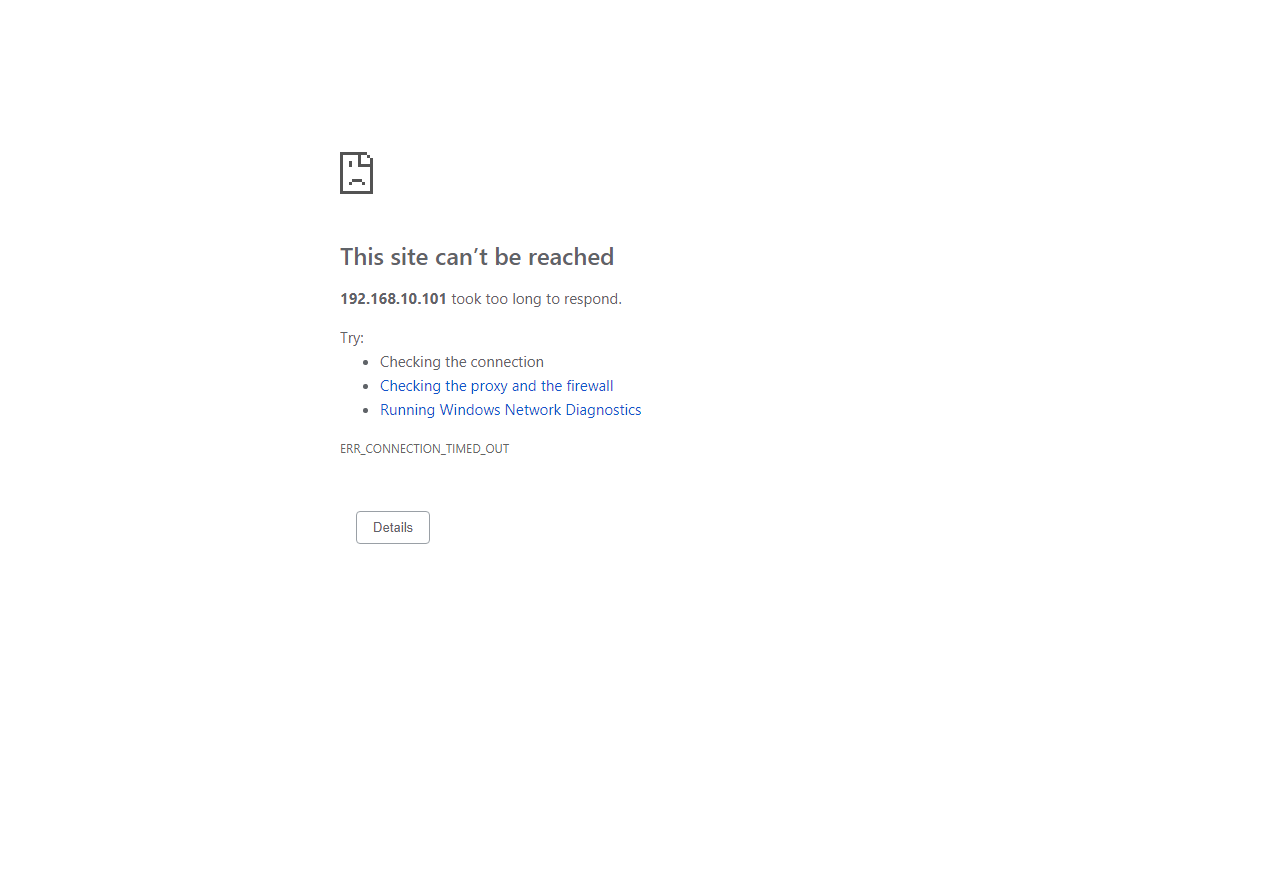 This site can’t be reached
192.168.10.101 took too long to respond.
Try:
Checking the connection
Checking the proxy and the firewall
Running Windows Network Diagnostics
ERR_CONNECTION_TIMED_OUT
Details